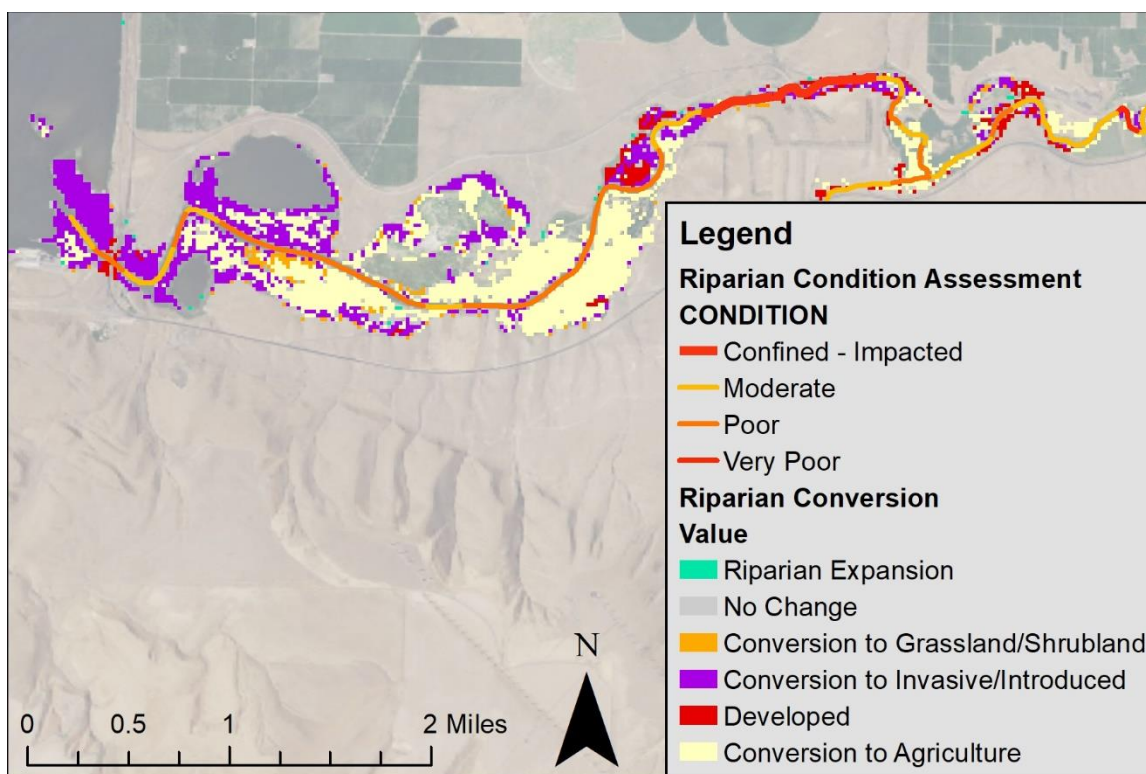 Legend
Riparian Condition Assessment
CONDITION
Confined - Impacted
Moderate
Poor
Very Poor
Riparian Conversion
Value
Riparian Expansion
No Change
Conversion to Grassland/Shrubland
Conversion to Invasive/Introduced
Developed
Conversion to Agriculture
N
0 0.5 1 2 Miles